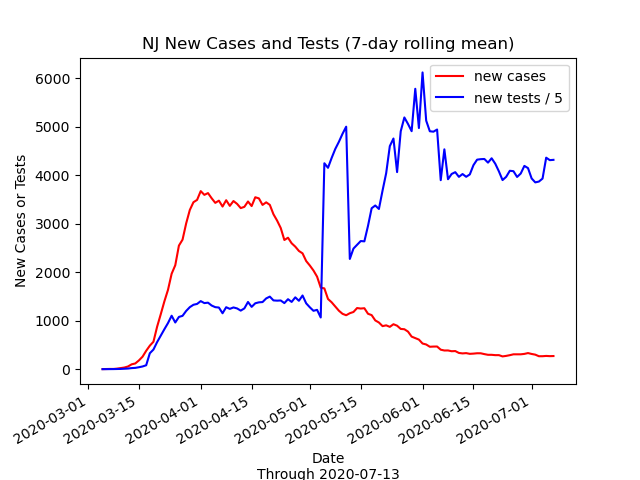 NJ New Cases and Tests (7-day rolling mean)
new cases
new tests / 5
New Cases or Tests
6000
5000
4000
3000
2000
1000
0
2020-03-01
2020-03-15
2020-04-01
2020-04-15
2020-05-01
2020-05-15
2020-06-01
2020-06-15
2020-07-01
Date
Through 2020-07-13